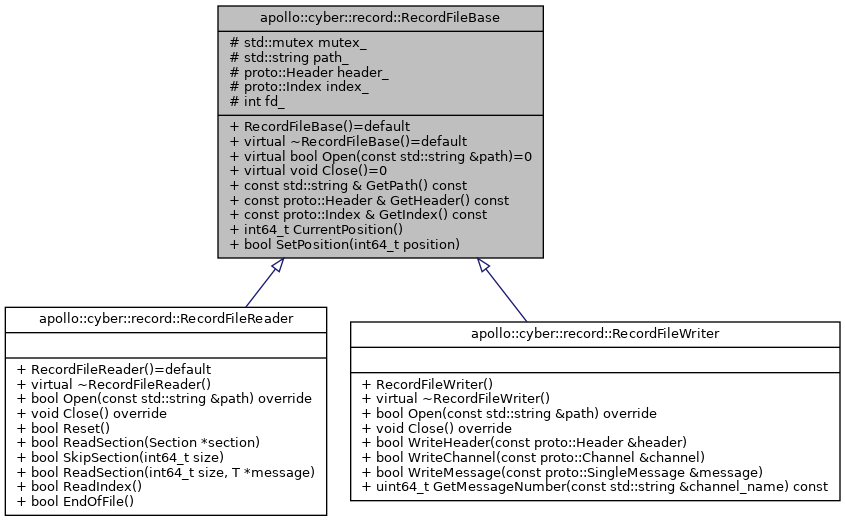 apollo::cyber::record::RecordFileBase
# std::mutex mutex_
# std::string path_
# proto::Header header_
# proto::Index index_
# int fd_
+ RecordFileBase()=default
+ virtual ~RecordFileBase()=default
+ virtual bool Open(const std::string &path)=0
+ virtual void Close()=0
+ const std::string & GetPath() const
+ const proto::Header & GetHeader() const
+ const proto::Index & GetIndex() const
+ int64_t CurrentPosition()
+ bool SetPosition(int64_t position)
apollo::cyber::record::RecordFileReader
+ RecordFileReader()=default
+ virtual ~RecordFileReader()
+ bool Open(const std::string &path) override
+ void Close() override
+ bool Reset()
+ bool ReadSection(Section *section)
+ bool SkipSection(int64_t size)
+ bool ReadSection(int64_t size, T *message)
+ bool ReadIndex()
+ bool EndOfFile()
apollo::cyber::record::RecordFileWriter
+ RecordFileWriter()
+ virtual ~RecordFileWriter()
+ bool Open(const std::string &path) override
+ void Close() override
+ bool WriteHeader(const proto::Header &header)
+ bool WriteChannel(const proto::Channel &channel)
+ bool WriteMessage(const proto::SingleMessage &message)
+ uint64_t GetMessageNumber(const std::string &channel_name) const